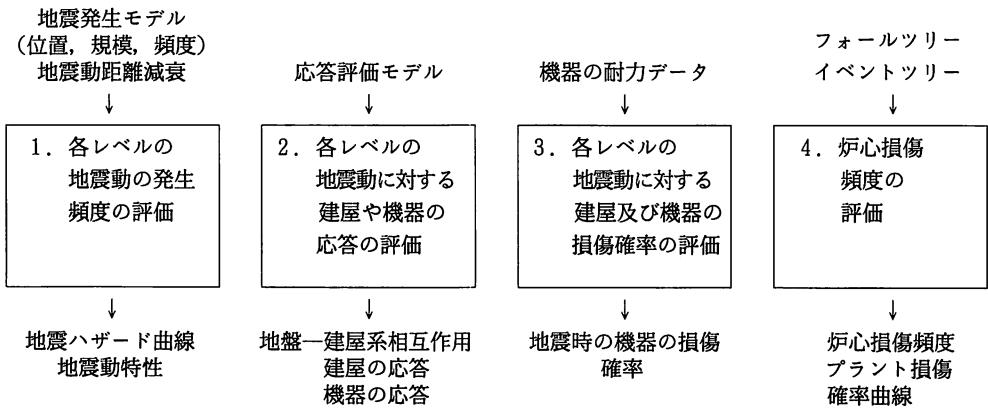 地震発生モデル
(位置，規模，頻度)
地震動距離減衰
1．各レベルの
地震動の発生
頻度の評価
地震ハザード曲線
地震動特性
応答評価モデル
2．各レベルの
地震動に対する
建屋や機器の
応答の評価
地盤—建屋系相互作用
建屋の応答
機器の応答
機器の耐力データ
3．各レベルの
地震動に対する
建屋及び機器の
損傷確率の評価
地震時の機器の損傷
確率
フォールツリー
イベントツリー
4．炉心損傷
頻度の
評価
炉心損傷頻度
プラント損傷
確率曲線